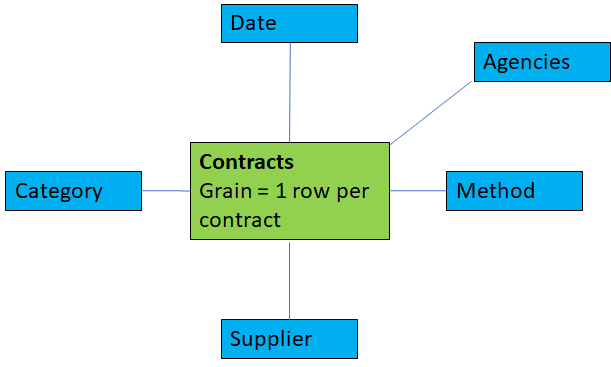 Date
Agencies
Contracts
Grain = 1 row per
contract
Category
Method
Supplier